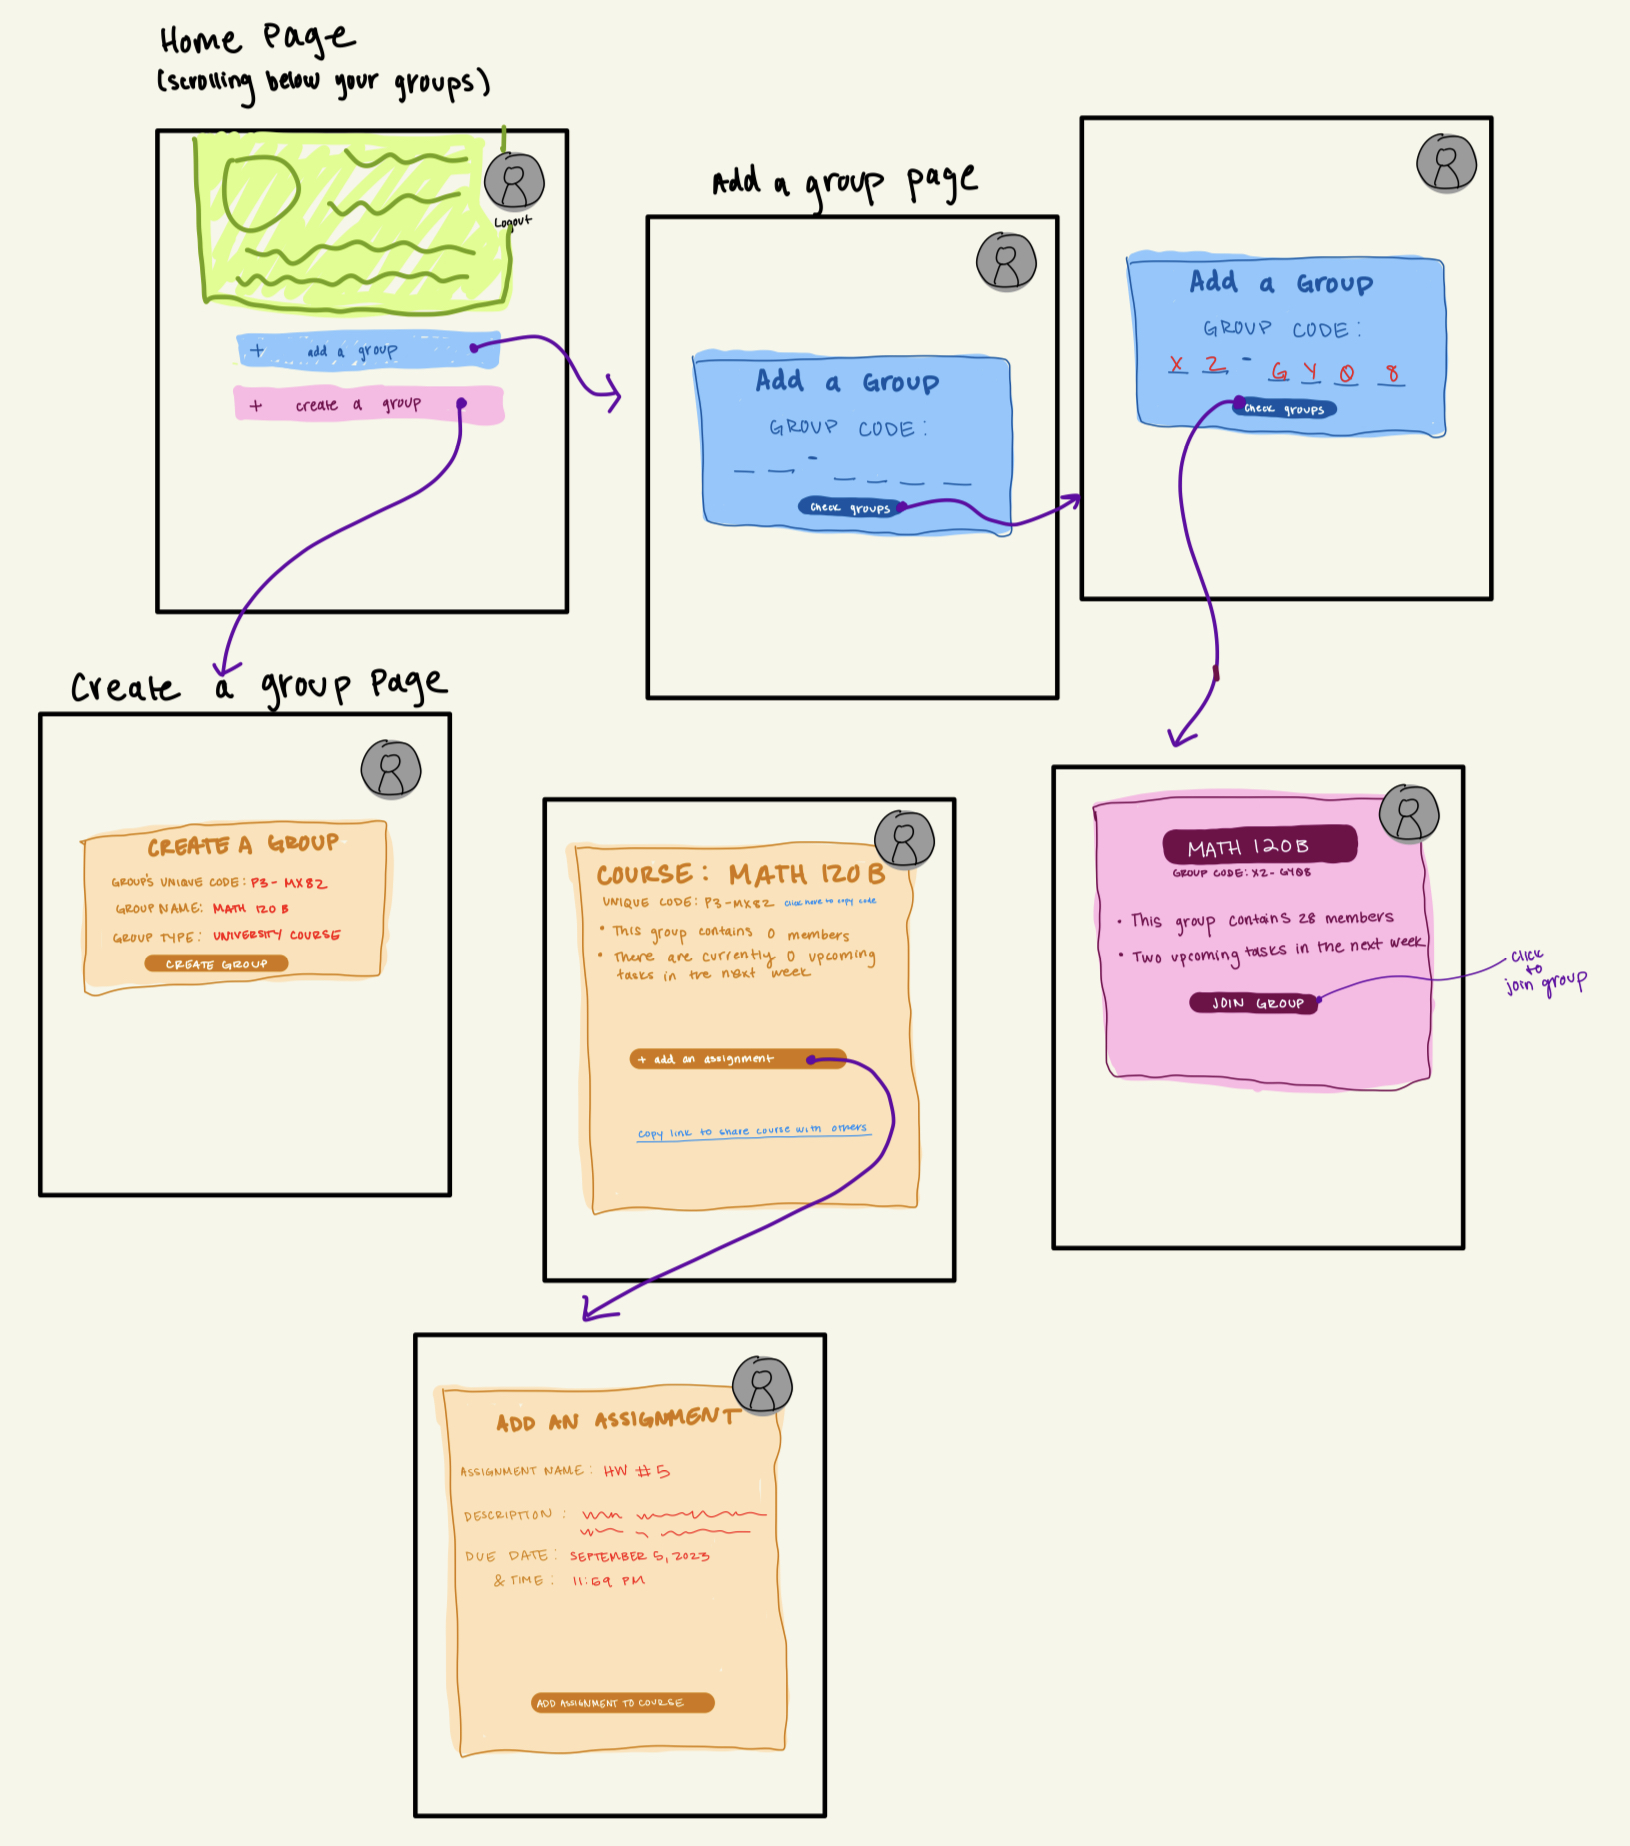 Home Page
(scrolling below your groups)
Logout
+ add a group
+ create a group
Add a group page
Add a Group
GROUP CODE:
_ _ - _ _ _ _
check groups
Add a Group
GROUP CODE:
X 2 - G Y 0 8
check groups
Create a group Page
CREATE A GROUP
GROUP'S UNIQUE CODE: P3-MX82
GROUP NAME: MATH 120 B
GROUP TYPE: UNIVERSITY COURSE
CREATE GROUP
COURSE: MATH 120 B
UNIQUE CODE: P3-MX82 click here to copy code
• This group contains 0 members
• There are currently 0 upcoming
tasks in the next week
+ add an assignment
copy link to share course with others
MATH 120B
GROUP CODE: X2-GY08
• This group contains 28 members
• Two upcoming tasks in the next week
JOIN GROUP
click
to
join group
ADD AN ASSIGNMENT
ASSIGNMENT NAME: HW #5
DESCRIPTION:
DUE DATE: SEPTEMBER 5, 2023
& TIME: 11:59 PM
ADD ASSIGNMENT TO COURSE